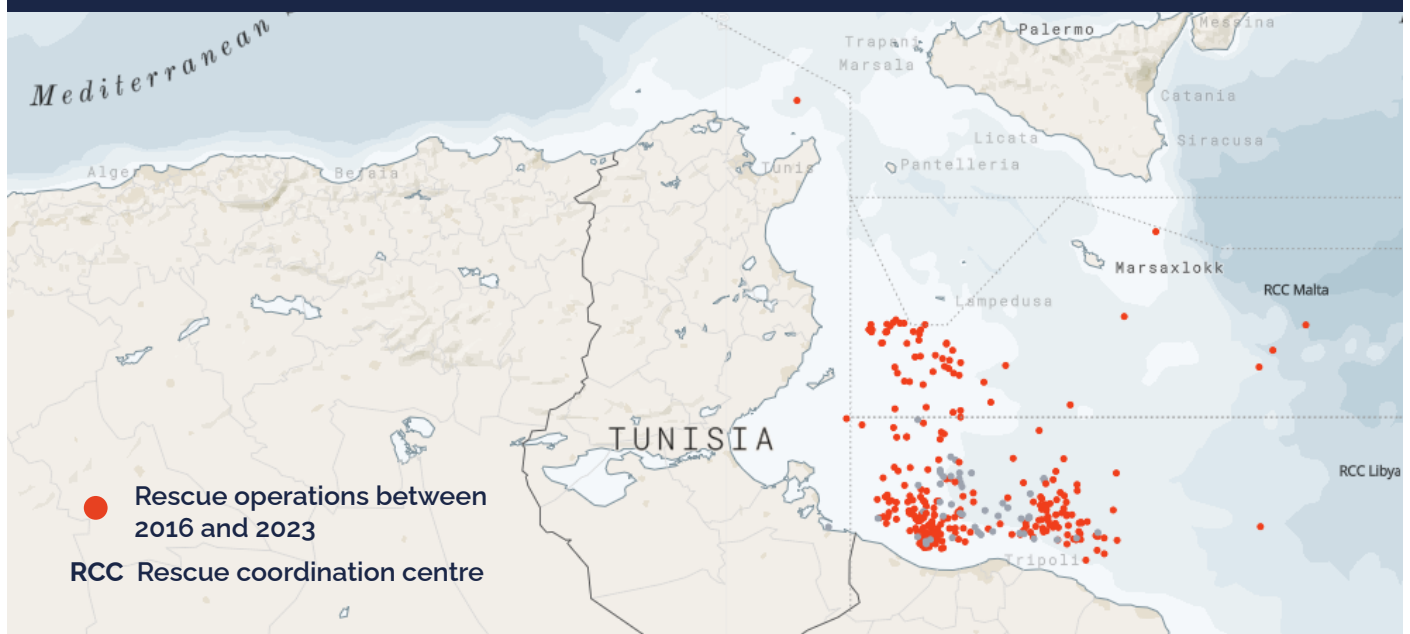 Mediterranean
Palermo
Messina
Trapani
Marsala
Catania
Licata
Siracusa
Alger
Bejaia
Tunis
Pantelleria
Marsaxlokk
RCC Malta
Lampedusa
TUNISIA
RCC Libya
Rescue operations between
2016 and 2023
RCC Rescue coordination centre
Tripoli